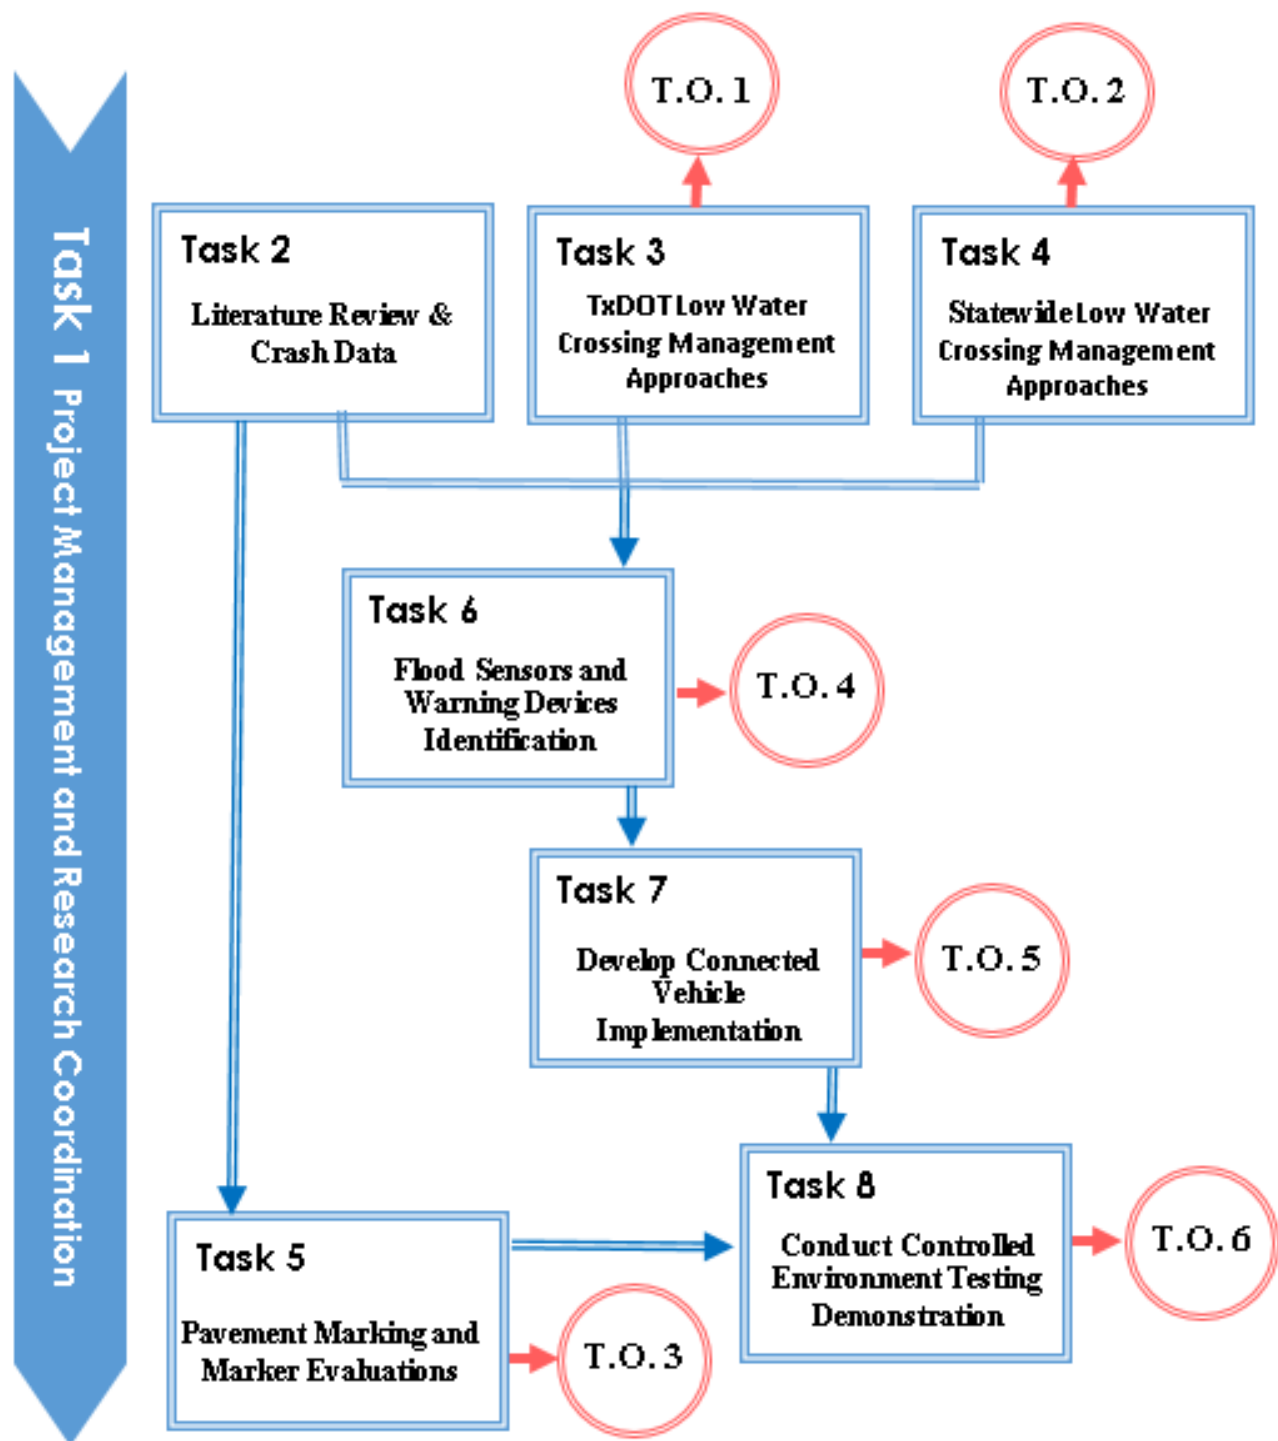 T.O. 1
T.O. 2
Task 1 Project Management and Research Coordination
Task 2
Literature Review &
Crash Data
Task 3
TxDOT Low Water
Crossing Management
Approaches
Task 4
Statewide Low Water
Crossing Management
Approaches
Task 6
Flood Sensors and
Warning Devices
Identification
T.O. 4
Task 7
Develop Connected
Vehicle
Implementation
T.O. 5
Task 8
Conduct Controlled
Environment Testing
Demonstration
T.O. 6
Task 5
Pavement Marking and
Marker Evaluations
T.O. 3